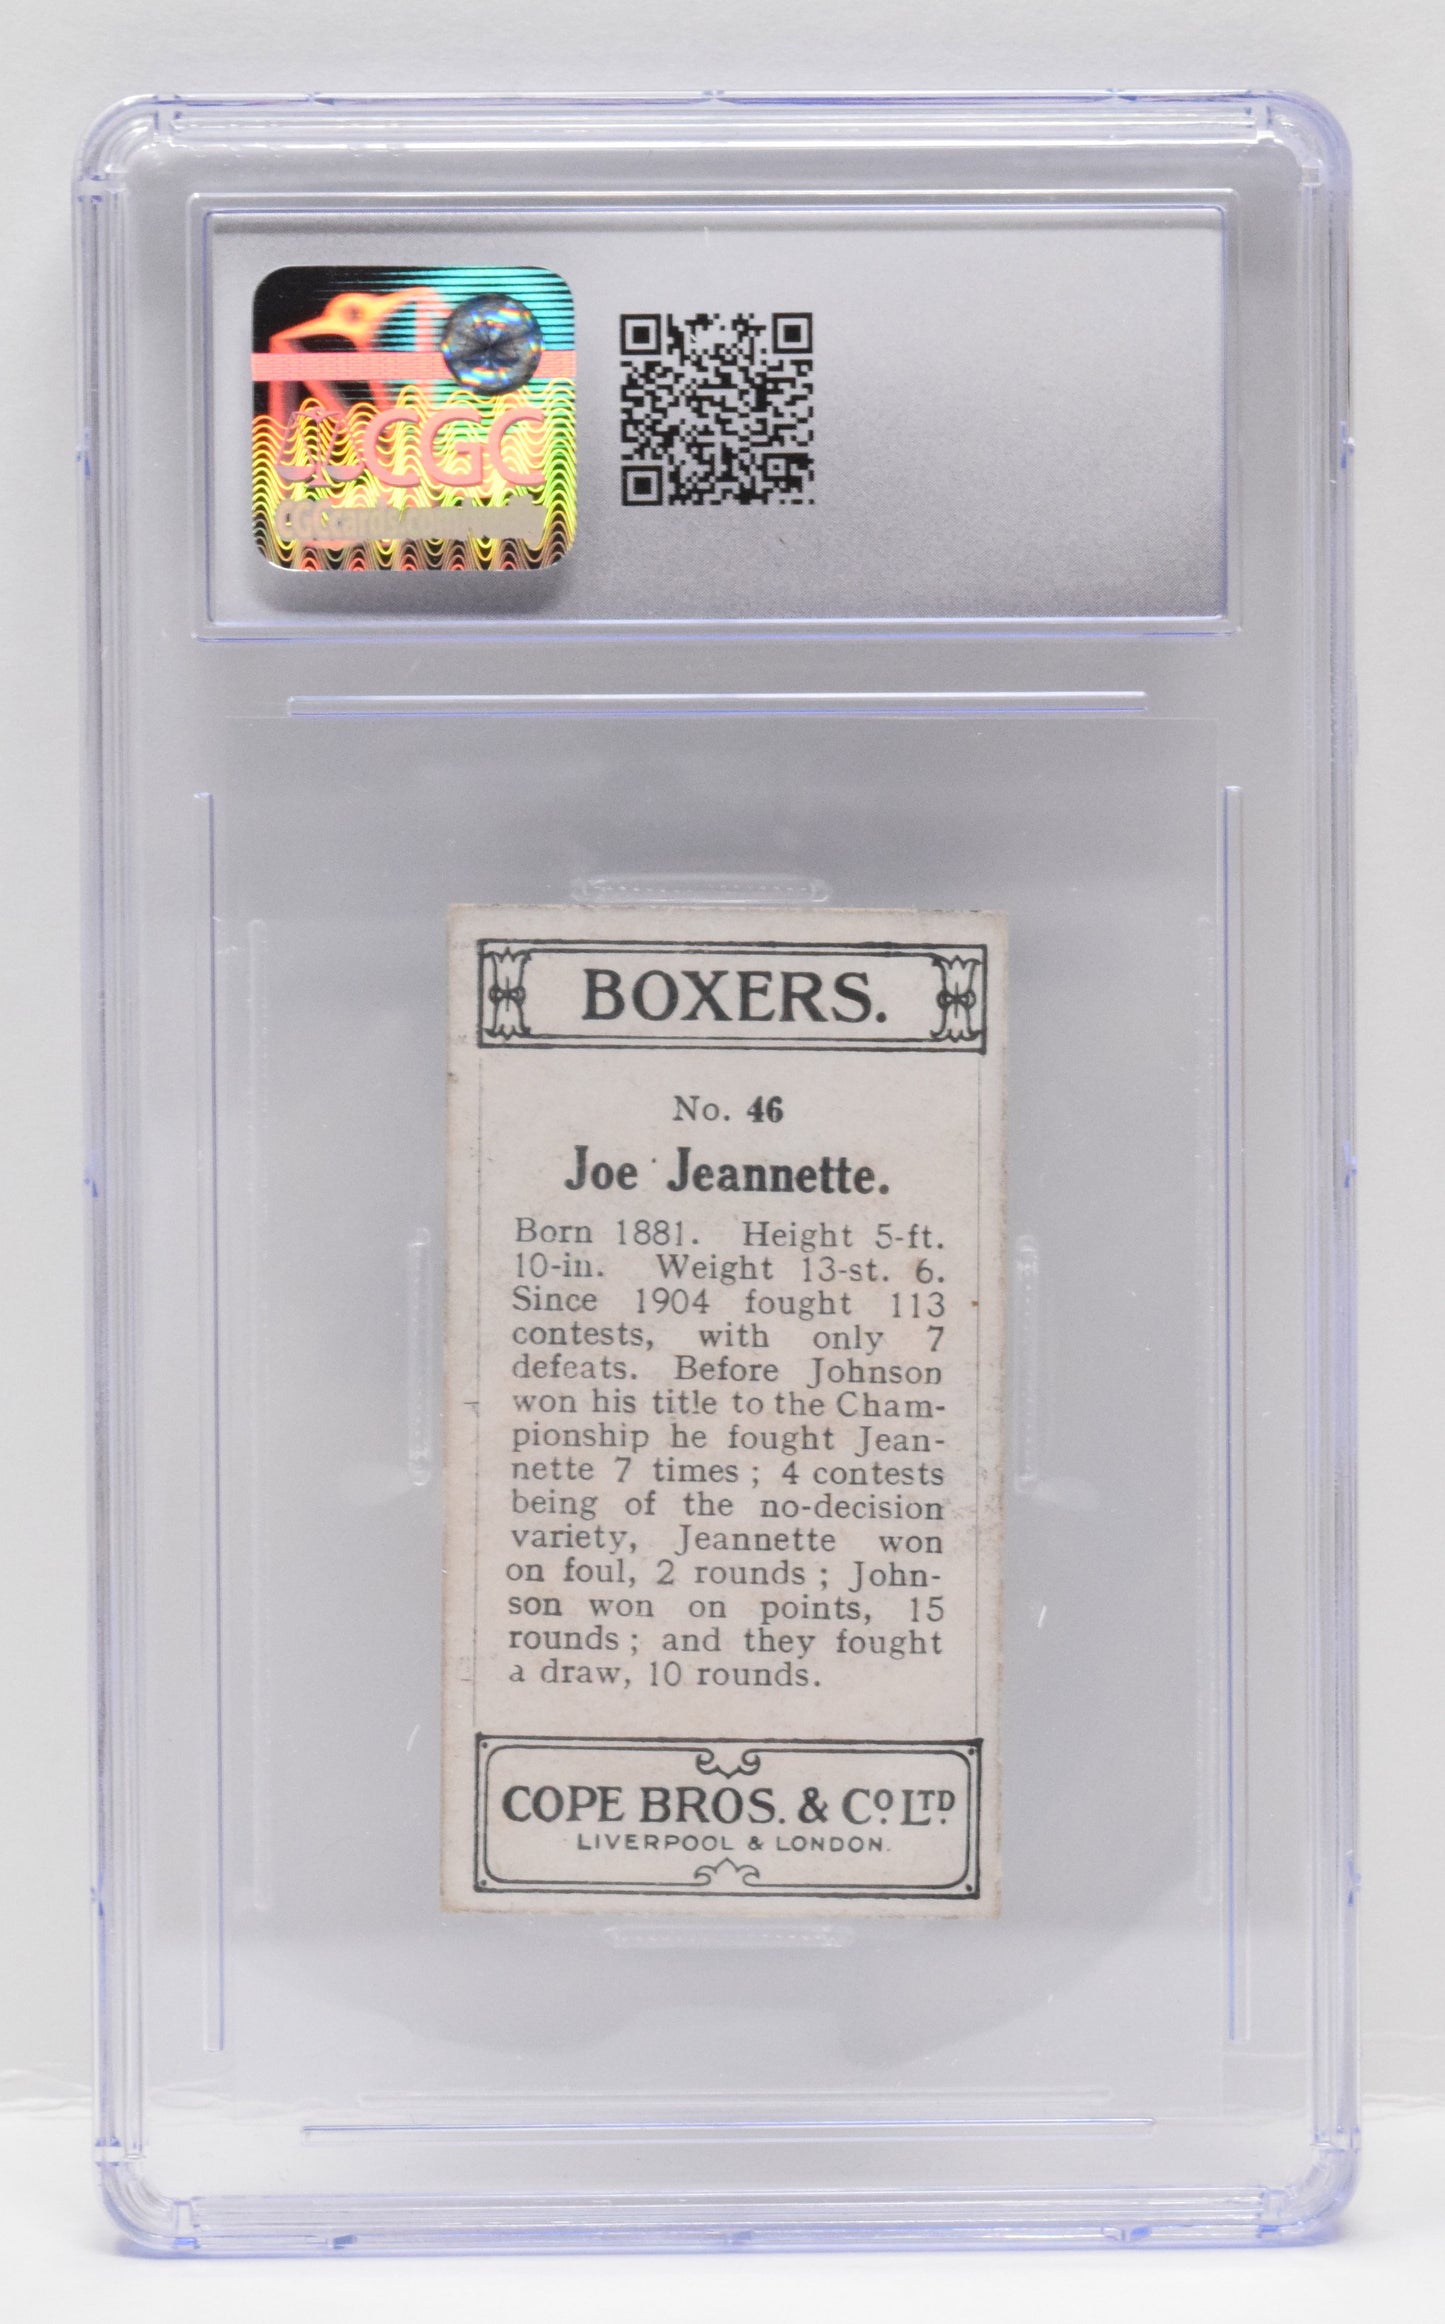 CGC
CGCcards.com
BOXERS.
No. 46
Joe Jeannette.
Born 1881. Height 5-ft.
10-in. Weight 13-st. 6.
Since 1904 fought 113
contests, with only 7
defeats. Before Johnson
won his title to the Cham-
pionship he fought Jean-
nette 7 times ; 4 contests
being of the no-decision
variety, Jeannette won
on foul, 2 rounds ; John-
son won on points, 15
rounds ; and they fought
a draw, 10 rounds.
COPE BROS. & Co. LTD.
LIVERPOOL & LONDON.